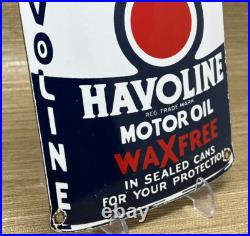 VOLINE
HAVOLINE
REG. TRADE MARK
MOTOR OIL
WAXFREE
IN SEALED CANS
FOR YOUR PROTECTION